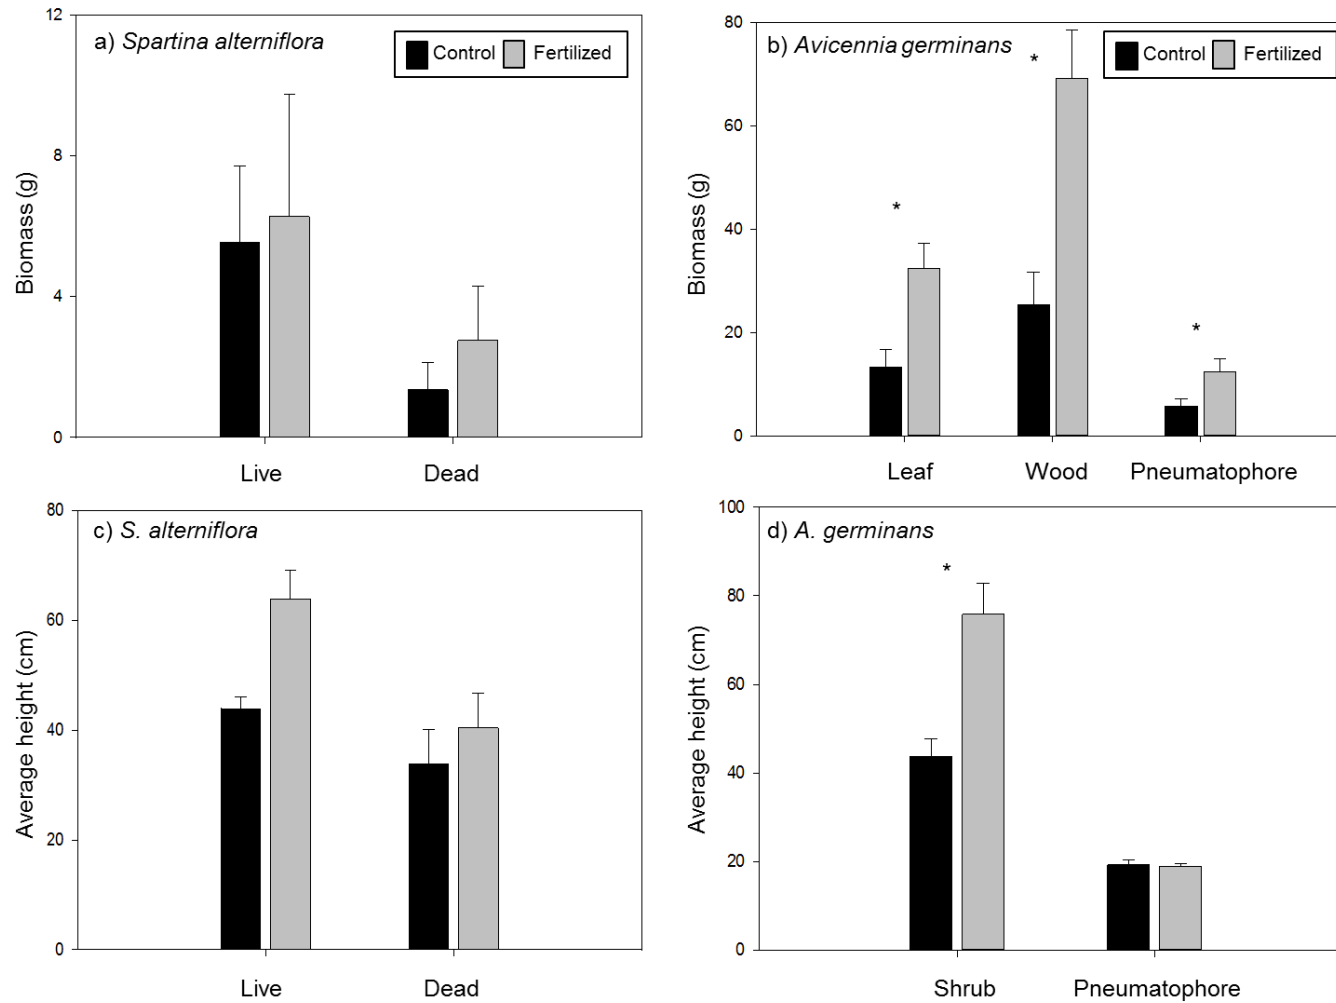 a) Spartina alterniflora
Control Fertilized
Biomass (g)
12
8
4
0
Live Dead
b) Avicennia germinans
Control Fertilized
Biomass (g)
80
60
40
20
0
*
*
*
Leaf Wood Pneumatophore
c) S. alterniflora
Average height (cm)
80
60
40
20
0
Live Dead
d) A. germinans
Average height (cm)
100
80
60
40
20
0
*
Shrub Pneumatophore